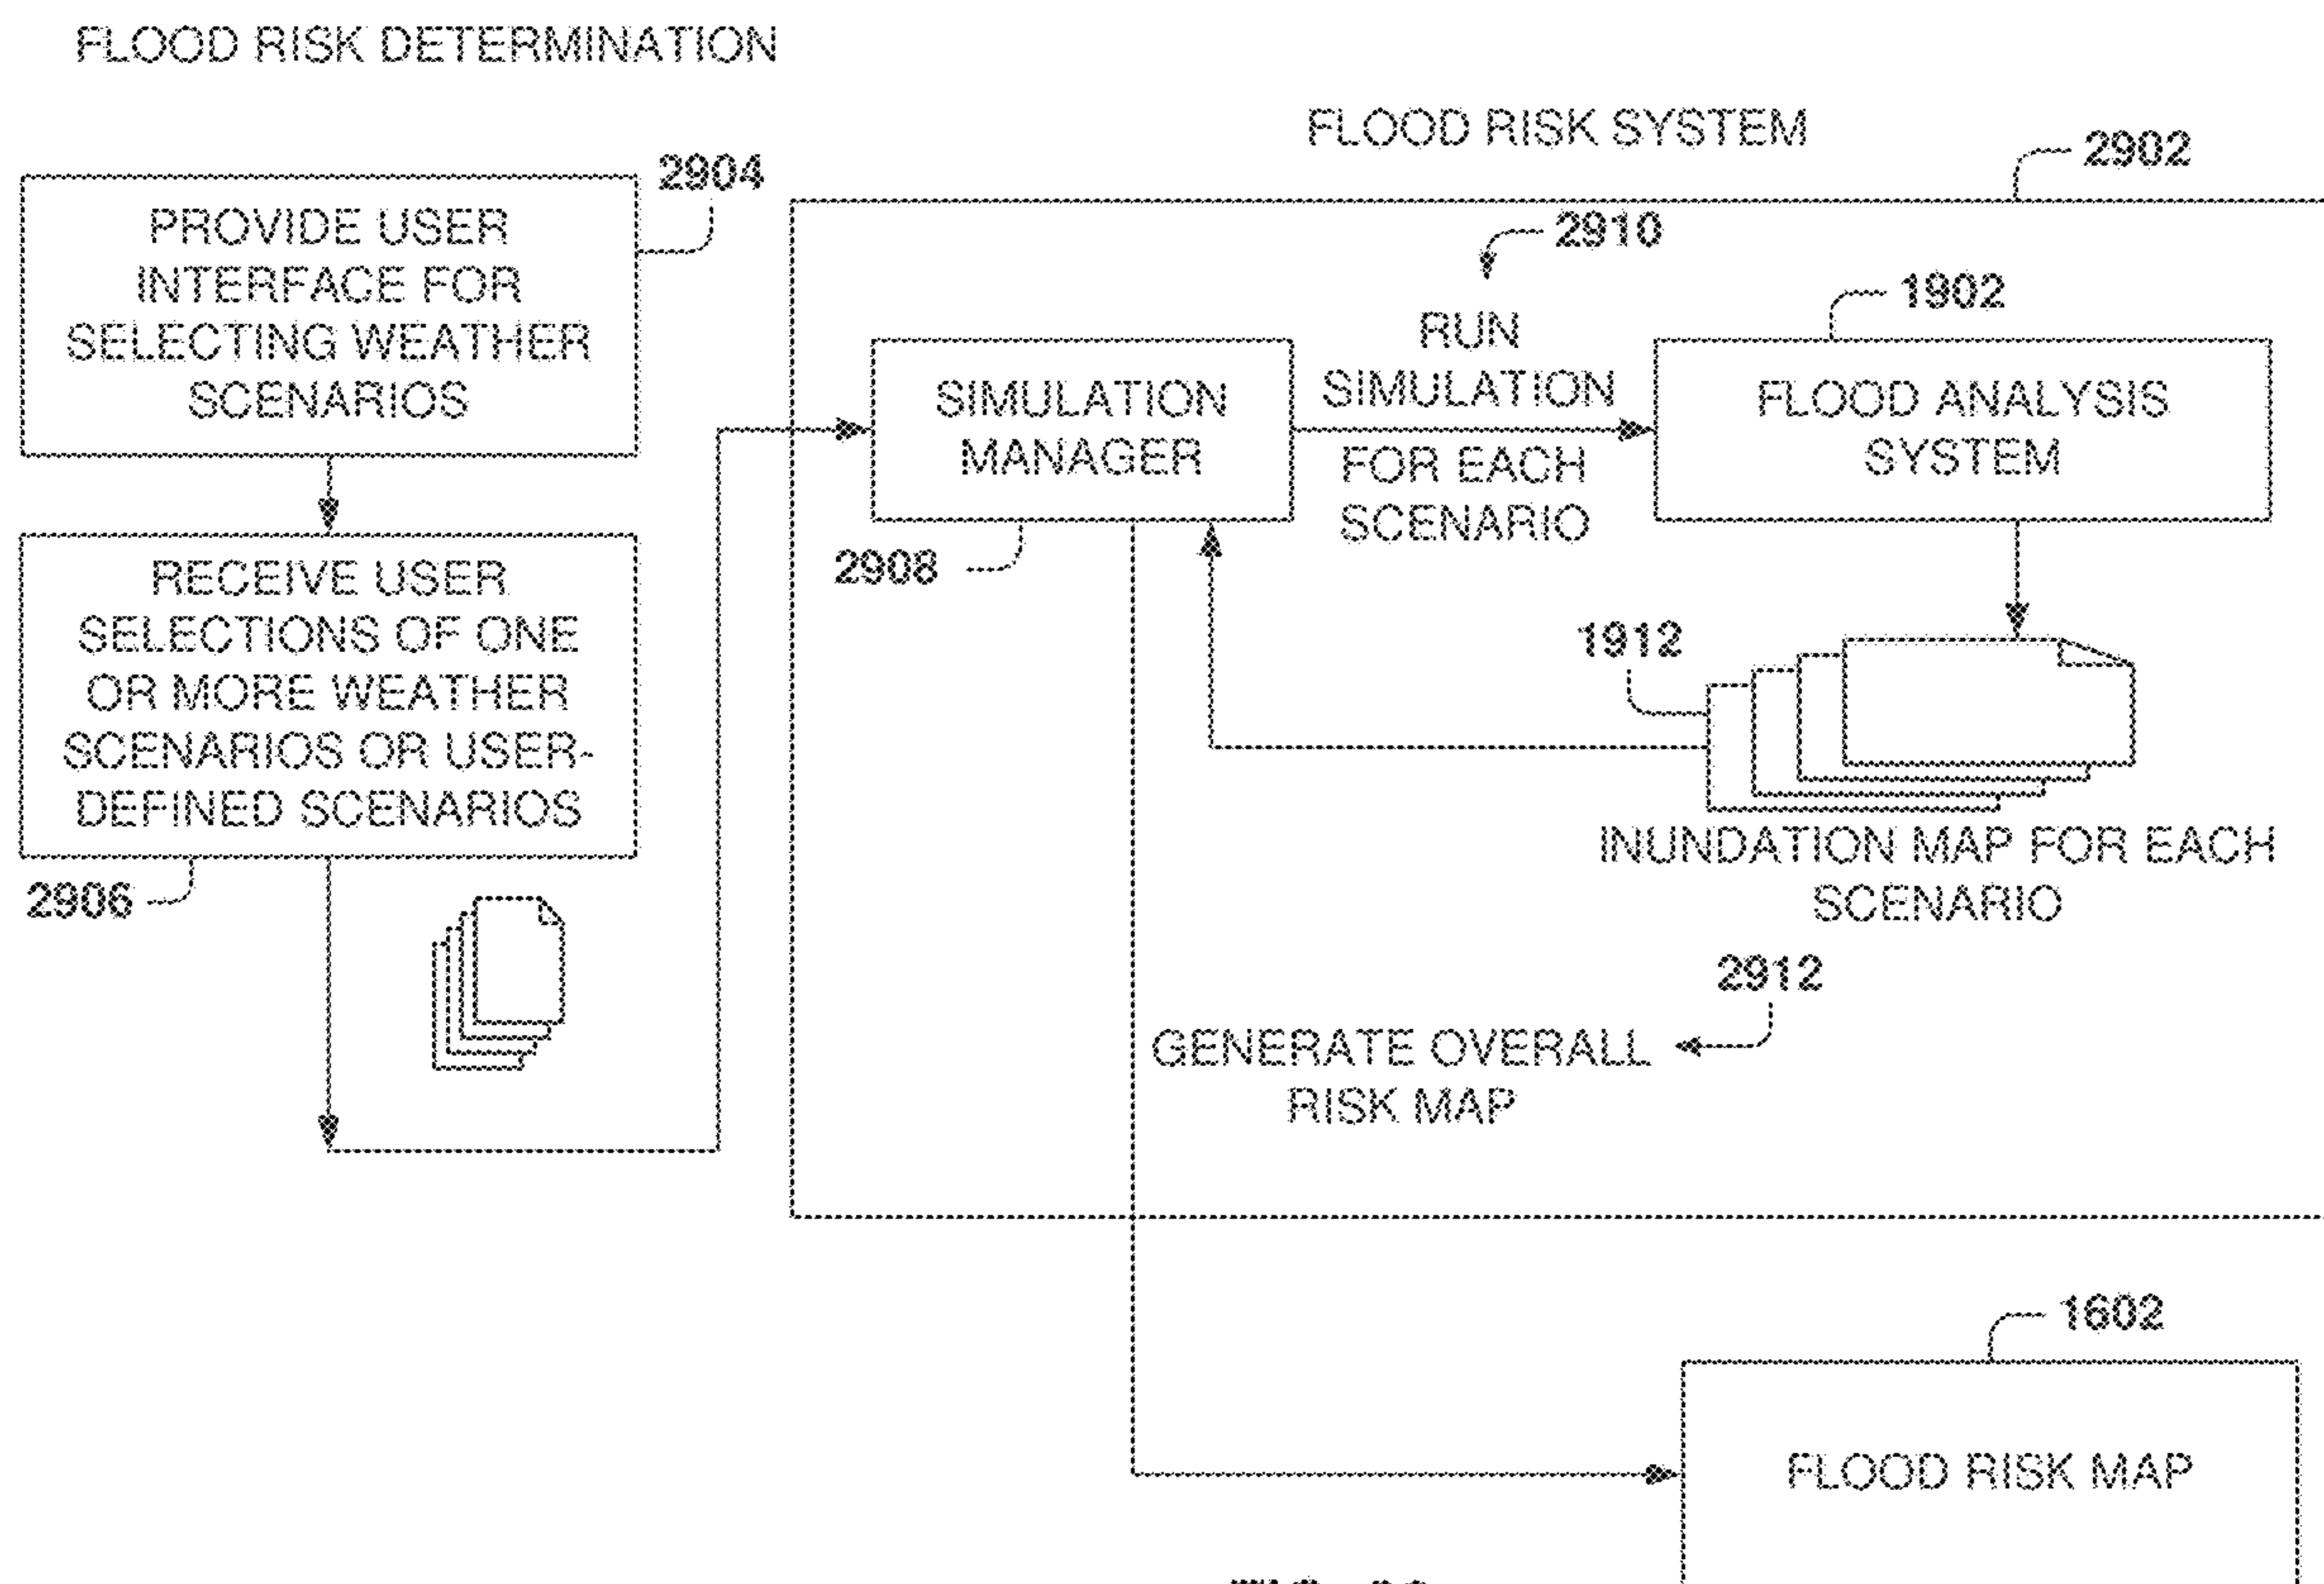 FLOOD RISK DETERMINATION
FLOOD RISK SYSTEM
2902
2904
PROVIDE USER
INTERFACE FOR
SELECTING WEATHER
SCENARIOS
RECEIVE USER
SELECTIONS OF ONE
OR MORE WEATHER
SCENARIOS OR USER-
DEFINED SCENARIOS
2906
SIMULATION
MANAGER
2908
2910
RUN
SIMULATION
FOR EACH
SCENARIO
1902
FLOOD ANALYSIS
SYSTEM
1912
INUNDATION MAP FOR EACH
SCENARIO
2912
GENERATE OVERALL
RISK MAP
1602
FLOOD RISK MAP